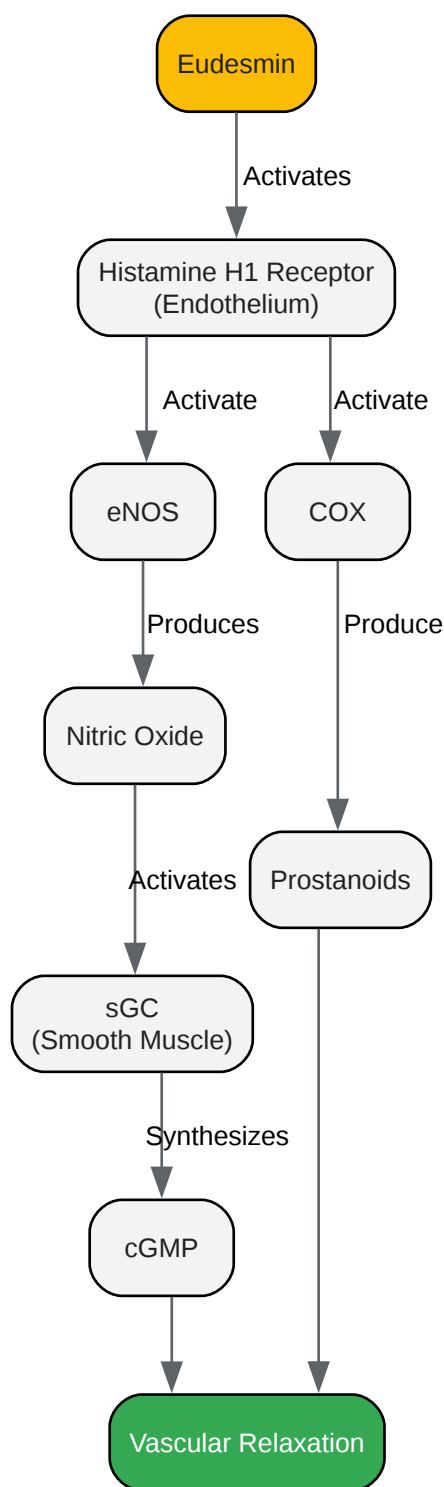 Eudesmin
Activates
Histamine H1 Receptor
(Endothelium)
Activate
Activate
eNOS
COX
Produces
Produce
Nitric Oxide
Activates
Prostanoids
sGC
(Smooth Muscle)
Synthesizes
cGMP
Vascular Relaxation